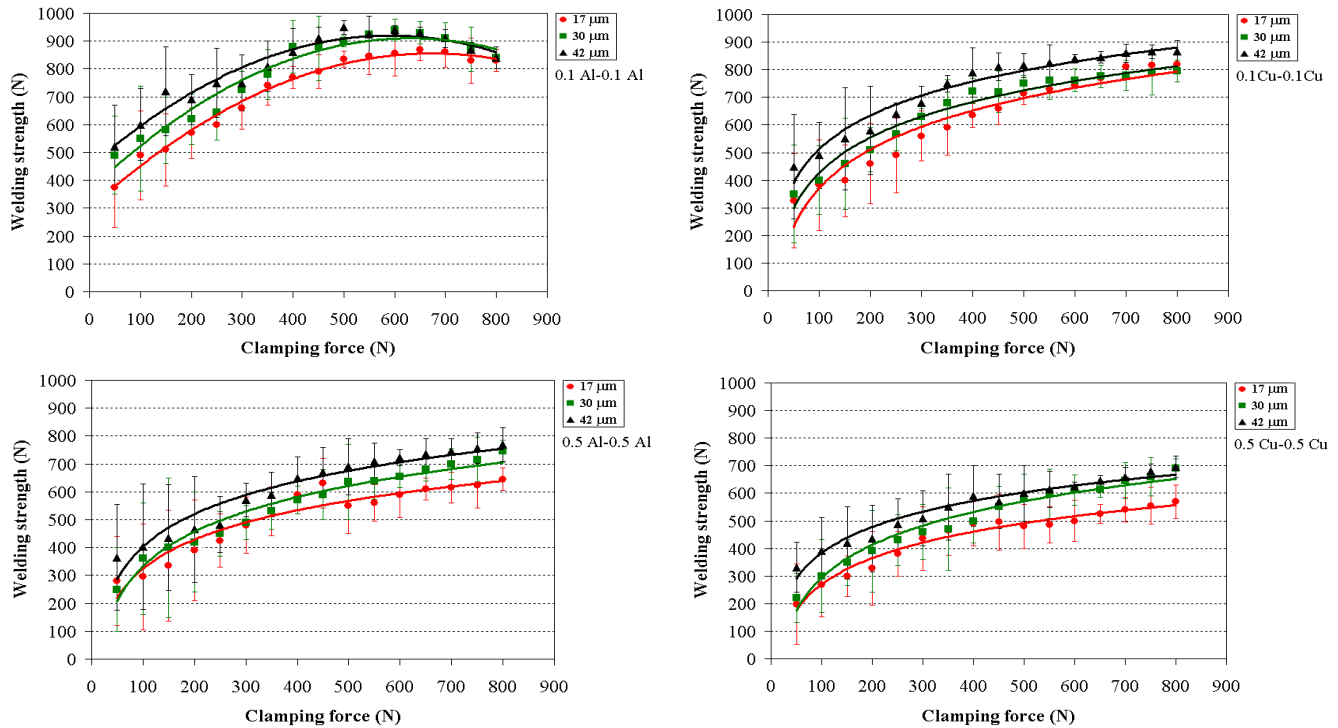 1000
900
800
700
600
500
400
300
200
100
0
Welding strength (N)
0 100 200 300 400 500 600 700 800 900
Clamping force (N)
17 μm
30 μm
42 μm
0.1 Al-0.1 Al
1000
900
800
700
600
500
400
300
200
100
0
Welding strength (N)
0 100 200 300 400 500 600 700 800 900
Clamping force (N)
17 μm
30 μm
42 μm
0.1Cu-0.1Cu
1000
900
800
700
600
500
400
300
200
100
0
Welding strength (N)
0 100 200 300 400 500 600 700 800 900
Clamping force (N)
17 μm
30 μm
42 μm
0.5 Al-0.5 Al
1000
900
800
700
600
500
400
300
200
100
0
Welding strength (N)
0 100 200 300 400 500 600 700 800 900
Clamping force (N)
17 μm
30 μm
42 μm
0.5 Cu-0.5 Cu